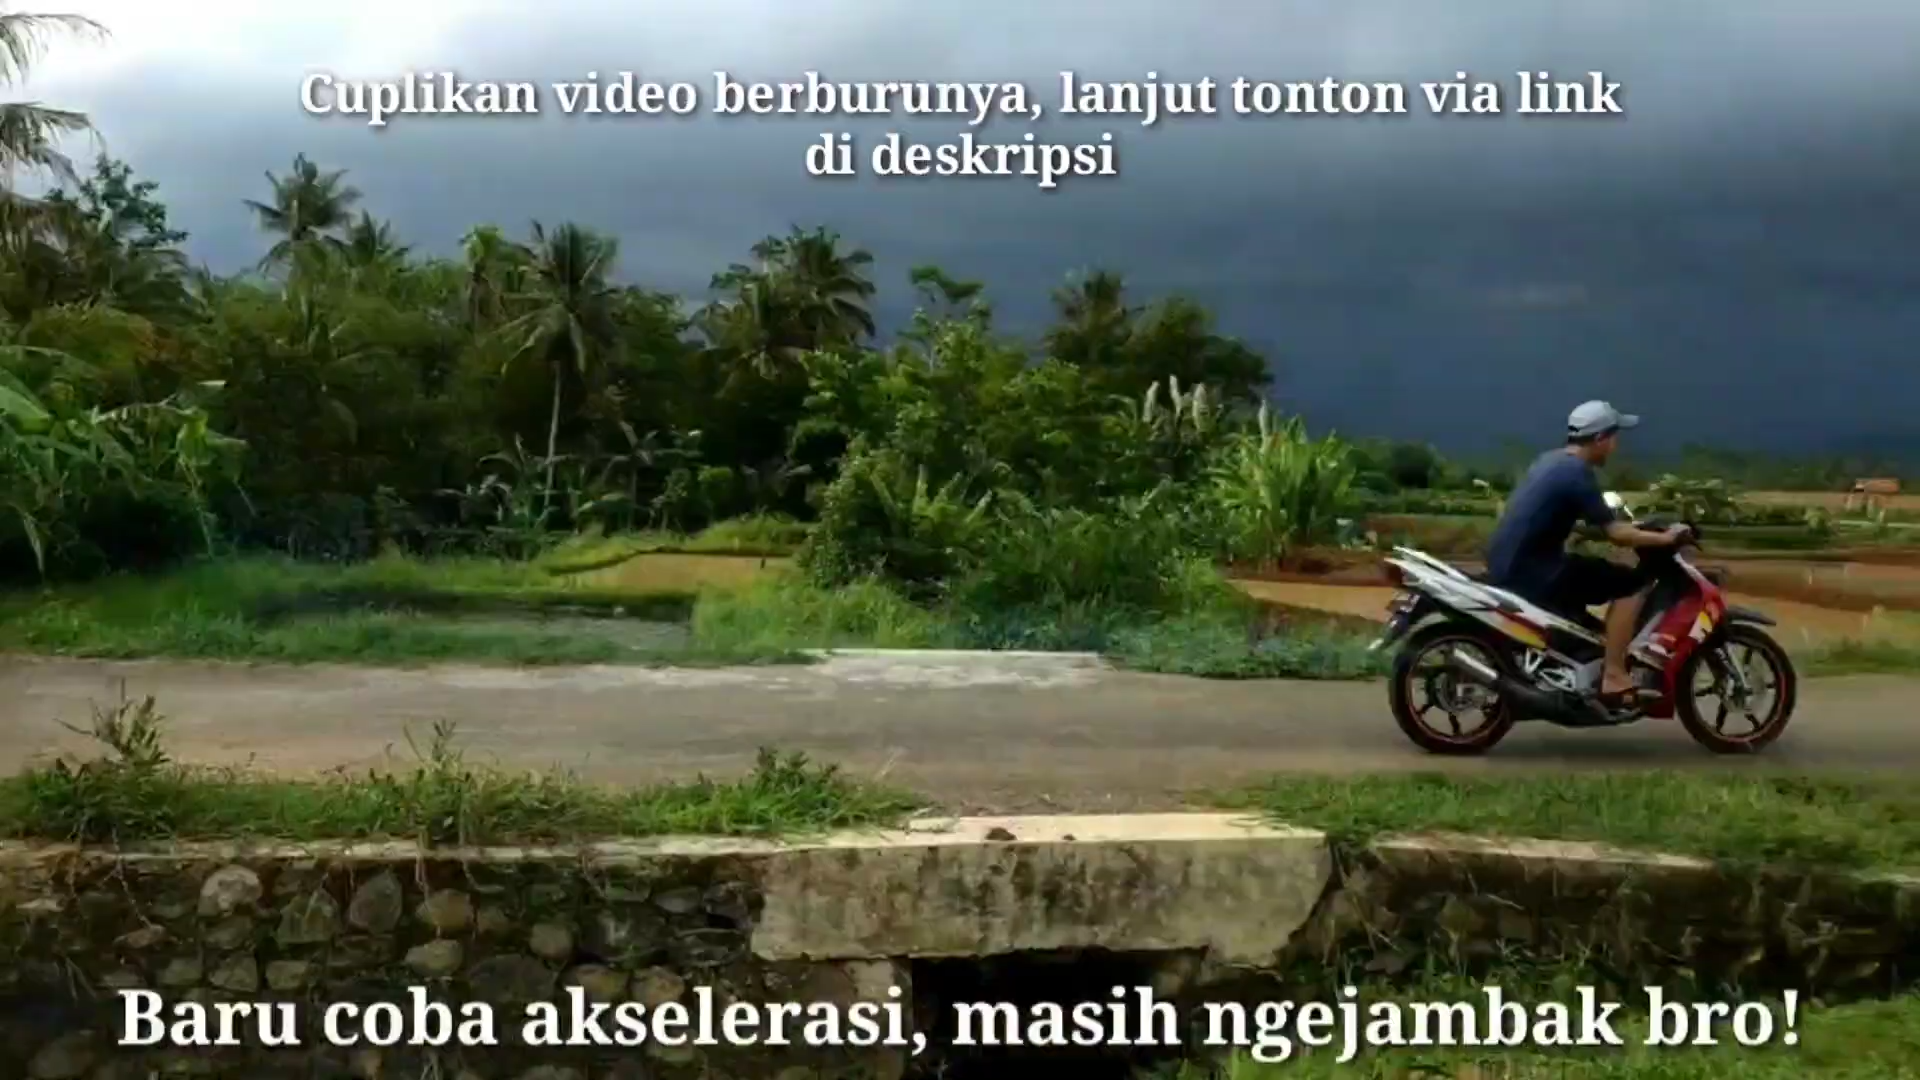 Cuplikan video berburunya, lanjut tonton via link
di deskripsi
Baru coba akselerasi, masih ngejambak bro!